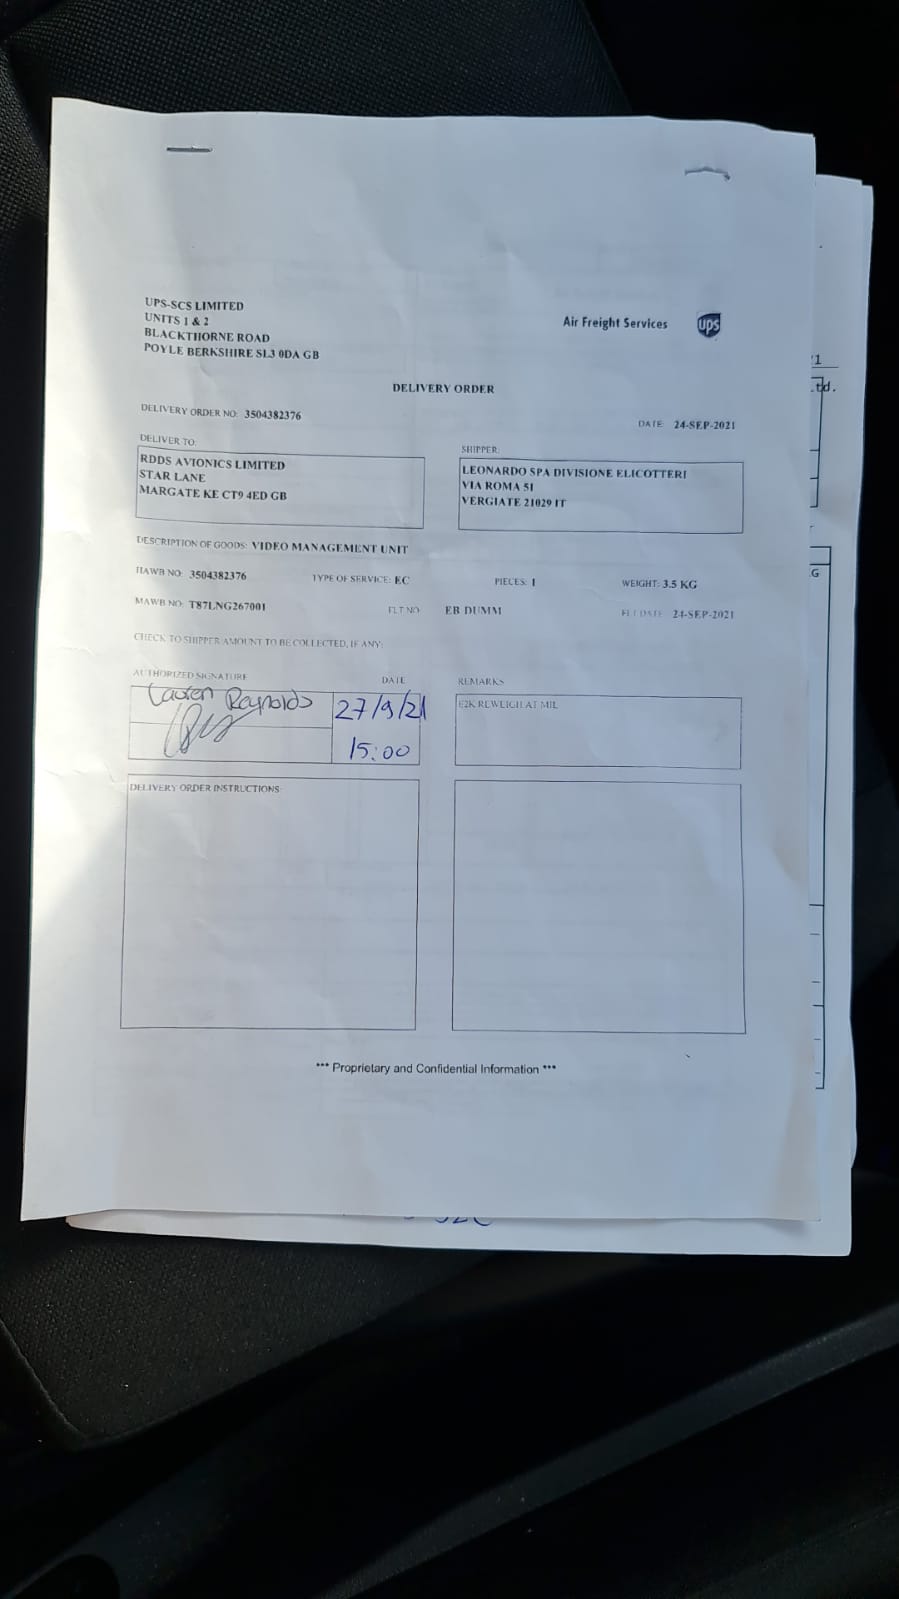 UPS-SCS LIMITED
UNITS 1 & 2
BLACKTHORNE ROAD
POYLE BERKSHIRE SL3 0DA GB
Air Freight Services
ups
DELIVERY ORDER
DELIVERY ORDER NO: 3504382376
DATE: 24-SEP-2021
DELIVER TO:
RDDS AVIONICS LIMITED
STAR LANE
MARGATE KE CT9 4ED GB
SHIPPER:
LEONARDO SPA DIVISIONE ELICOTTERI
VIA ROMA 51
VERGIATE 21029 IT
DESCRIPTION OF GOODS: VIDEO MANAGEMENT UNIT
HAWB NO: 3504382376 TYPE OF SERVICE: EC PIECES: 1 WEIGHT: 3.5 KG
MAWB NO: T87LNG267001 FLT NO: EB DUMM FLT DATE: 24-SEP-2021
CHECK TO SHIPPER AMOUNT TO BE COLLECTED, IF ANY:
AUTHORIZED SIGNATURE DATE
Lauren Reynolds 27/9/21
15:00
REMARKS
E2K REWEIGH AT MIL
DELIVERY ORDER INSTRUCTIONS:
*** Proprietary and Confidential Information ***
td.
G